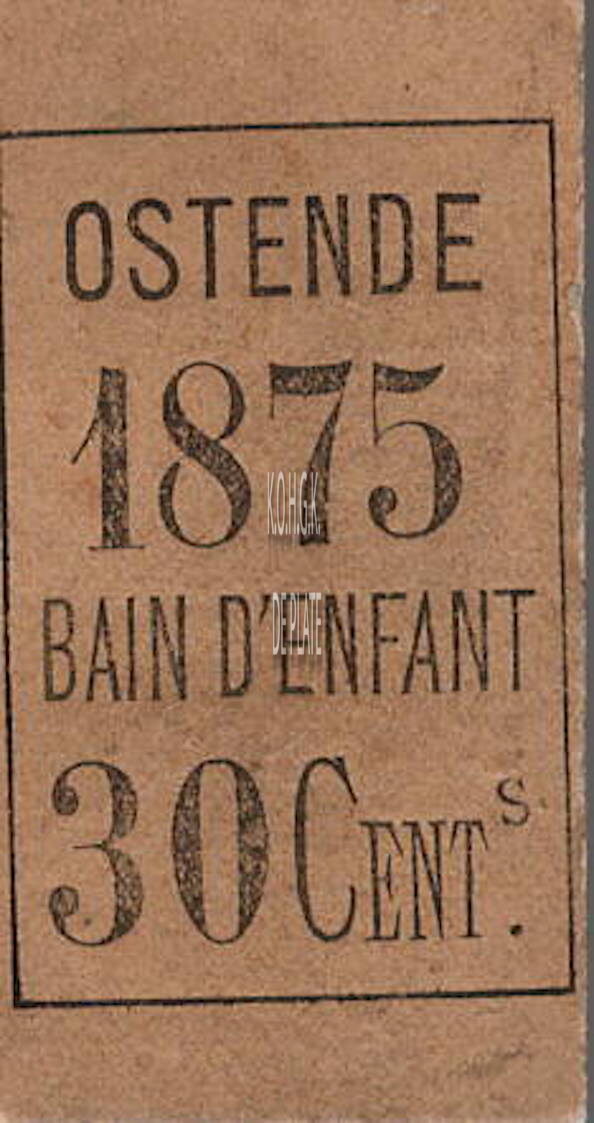 OSTENDE
1875
K.O.H.G.K.
BAIN D'ENFANT
DE PLATE
30 CENTS.